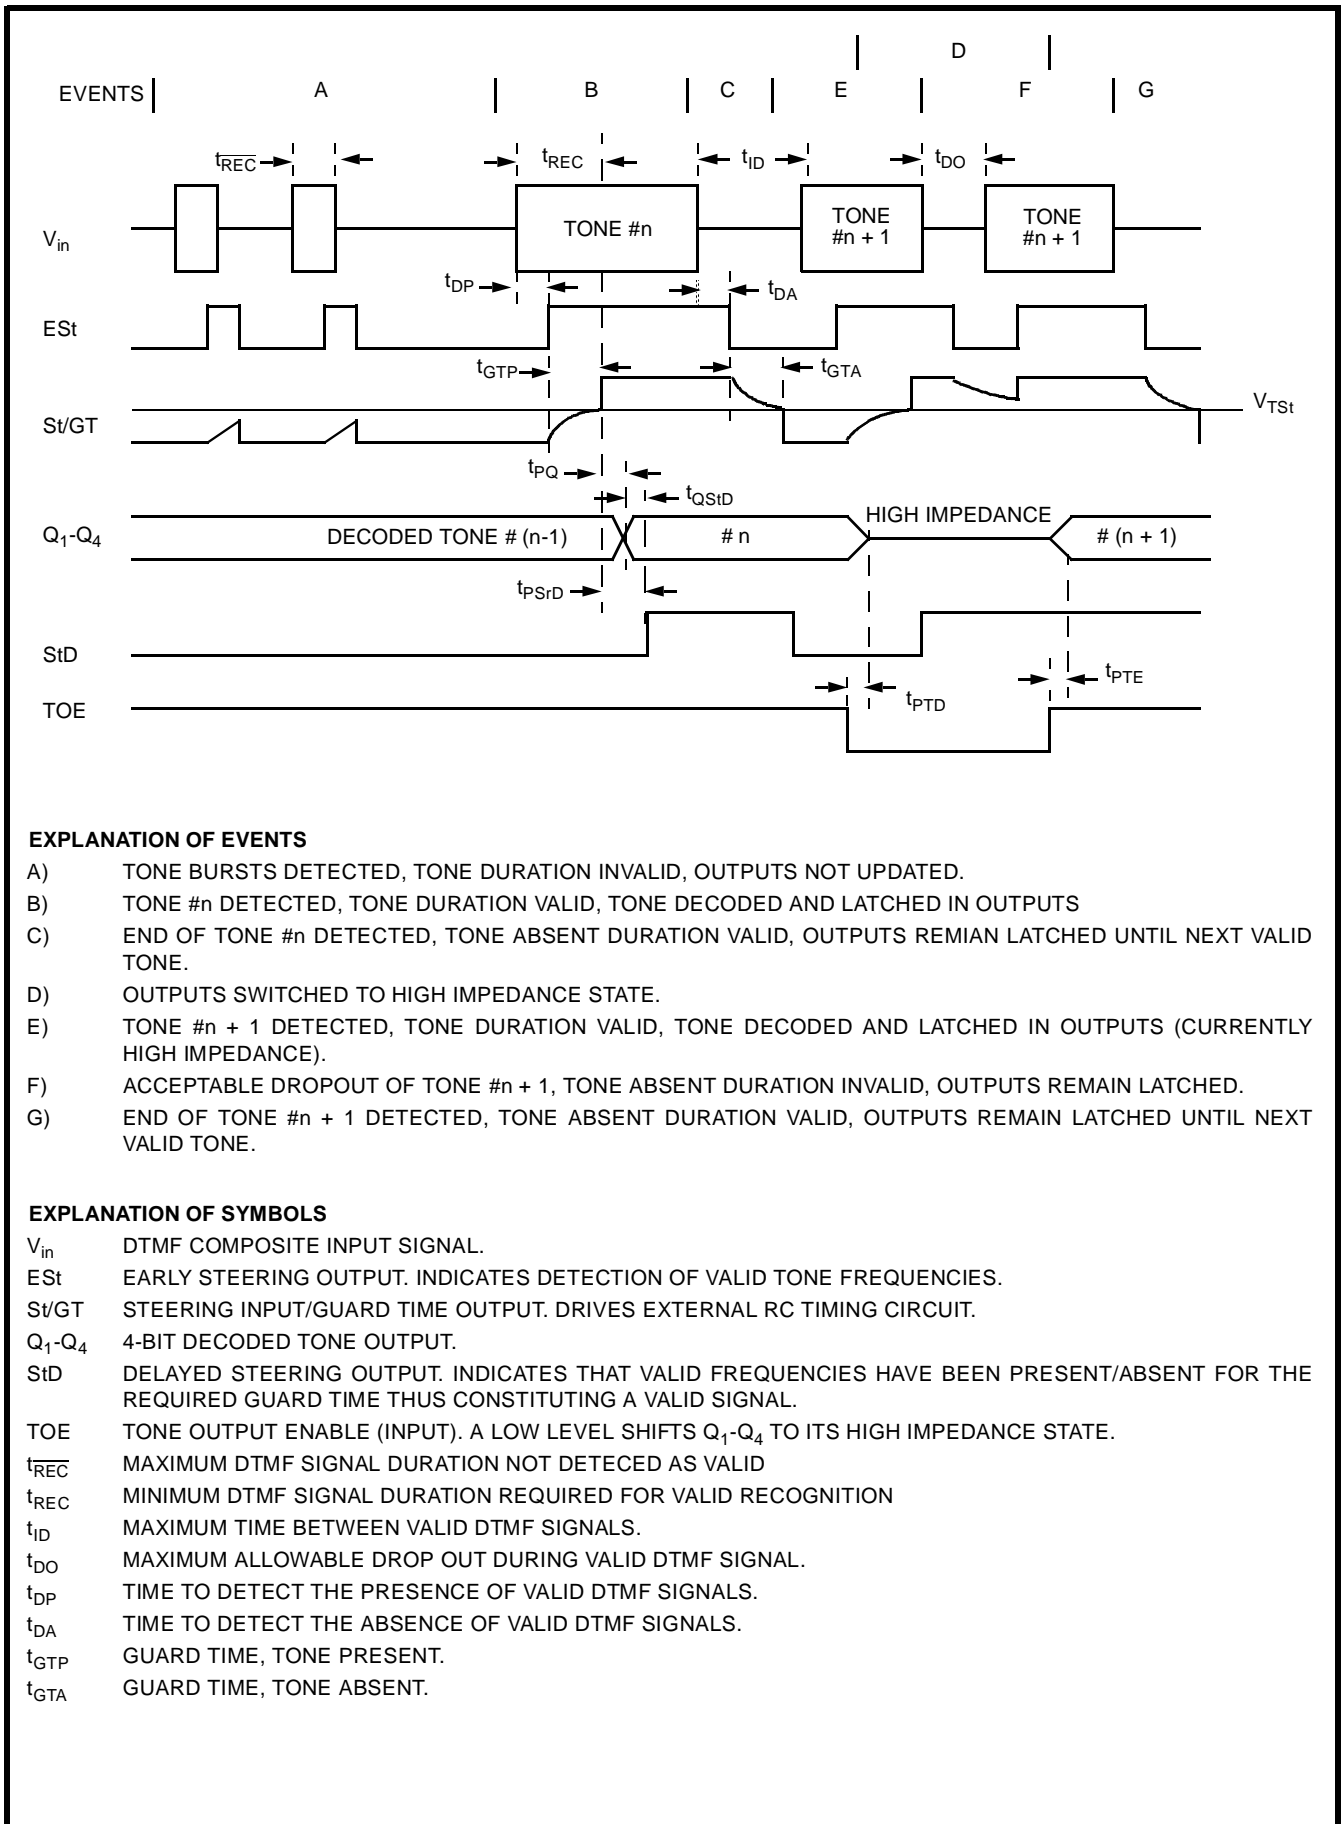 D
EVENTS A B C E F G
tREC tREC tID tDO
Vin TONE #n TONE #n + 1 TONE #n + 1
tDP tDA
ESt
tGTP tGTA
VTSt
St/GT
tPQ
tQStD
HIGH IMPEDANCE
Q1-Q4 DECODED TONE # (n-1) # n # (n + 1)
tPSrD
StD
tPTE
tPTD
TOE
EXPLANATION OF EVENTS
A) TONE BURSTS DETECTED, TONE DURATION INVALID, OUTPUTS NOT UPDATED.
B) TONE #n DETECTED, TONE DURATION VALID, TONE DECODED AND LATCHED IN OUTPUTS
C) END OF TONE #n DETECTED, TONE ABSENT DURATION VALID, OUTPUTS REMIAN LATCHED UNTIL NEXT VALID
TONE.
D) OUTPUTS SWITCHED TO HIGH IMPEDANCE STATE.
E) TONE #n + 1 DETECTED, TONE DURATION VALID, TONE DECODED AND LATCHED IN OUTPUTS (CURRENTLY
HIGH IMPEDANCE).
F) ACCEPTABLE DROPOUT OF TONE #n + 1, TONE ABSENT DURATION INVALID, OUTPUTS REMAIN LATCHED.
G) END OF TONE #n + 1 DETECTED, TONE ABSENT DURATION VALID, OUTPUTS REMAIN LATCHED UNTIL NEXT
VALID TONE.
EXPLANATION OF SYMBOLS
Vin DTMF COMPOSITE INPUT SIGNAL.
ESt EARLY STEERING OUTPUT. INDICATES DETECTION OF VALID TONE FREQUENCIES.
St/GT STEERING INPUT/GUARD TIME OUTPUT. DRIVES EXTERNAL RC TIMING CIRCUIT.
Q1-Q4 4-BIT DECODED TONE OUTPUT.
StD DELAYED STEERING OUTPUT. INDICATES THAT VALID FREQUENCIES HAVE BEEN PRESENT/ABSENT FOR THE
REQUIRED GUARD TIME THUS CONSTITUTING A VALID SIGNAL.
TOE TONE OUTPUT ENABLE (INPUT). A LOW LEVEL SHIFTS Q1-Q4 TO ITS HIGH IMPEDANCE STATE.
tREC MAXIMUM DTMF SIGNAL DURATION NOT DETECED AS VALID
tREC MINIMUM DTMF SIGNAL DURATION REQUIRED FOR VALID RECOGNITION
tID MAXIMUM TIME BETWEEN VALID DTMF SIGNALS.
tDO MAXIMUM ALLOWABLE DROP OUT DURING VALID DTMF SIGNAL.
tDP TIME TO DETECT THE PRESENCE OF VALID DTMF SIGNALS.
tDA TIME TO DETECT THE ABSENCE OF VALID DTMF SIGNALS.
tGTP GUARD TIME, TONE PRESENT.
tGTA GUARD TIME, TONE ABSENT.